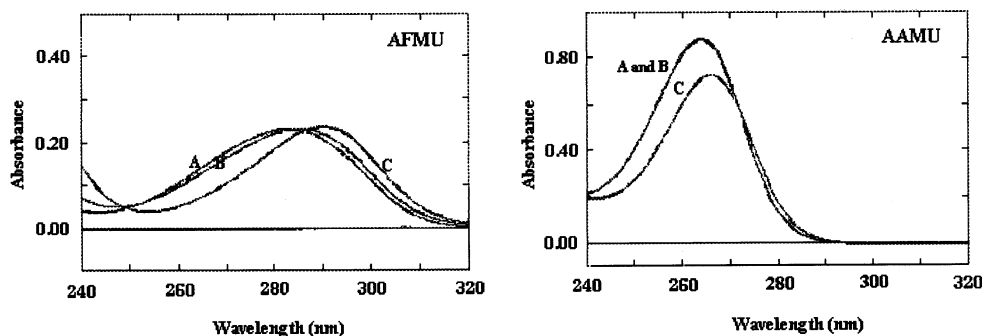 AFMU
0.40
0.20
0.00
A
B
C
240
260
280
300
320
Absorbance
Wavelength (nm)
AAMU
0.80
0.40
0.00
A and B
C
240
260
280
300
320
Absorbance
Wavelength (nm)